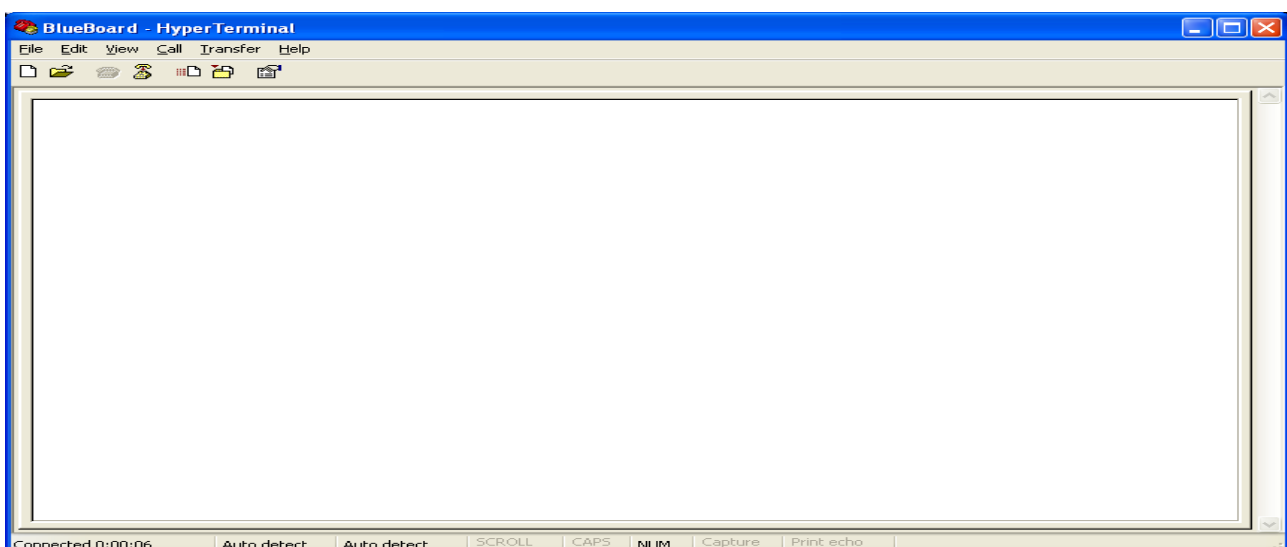 BlueBoard - HyperTerminal
File Edit View Call Transfer Help
Connected 0:00:06 Auto detect Auto detect SCROLL CAPS NUM Capture Print echo